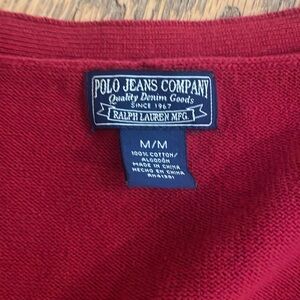 POLO JEANS COMPANY
Quality Denim Goods
SINCE 1967
RALPH LAUREN MFG.
M/M
100% COTTON/
ALGODÓN
MADE IN CHINA
HECHO EN CHINA